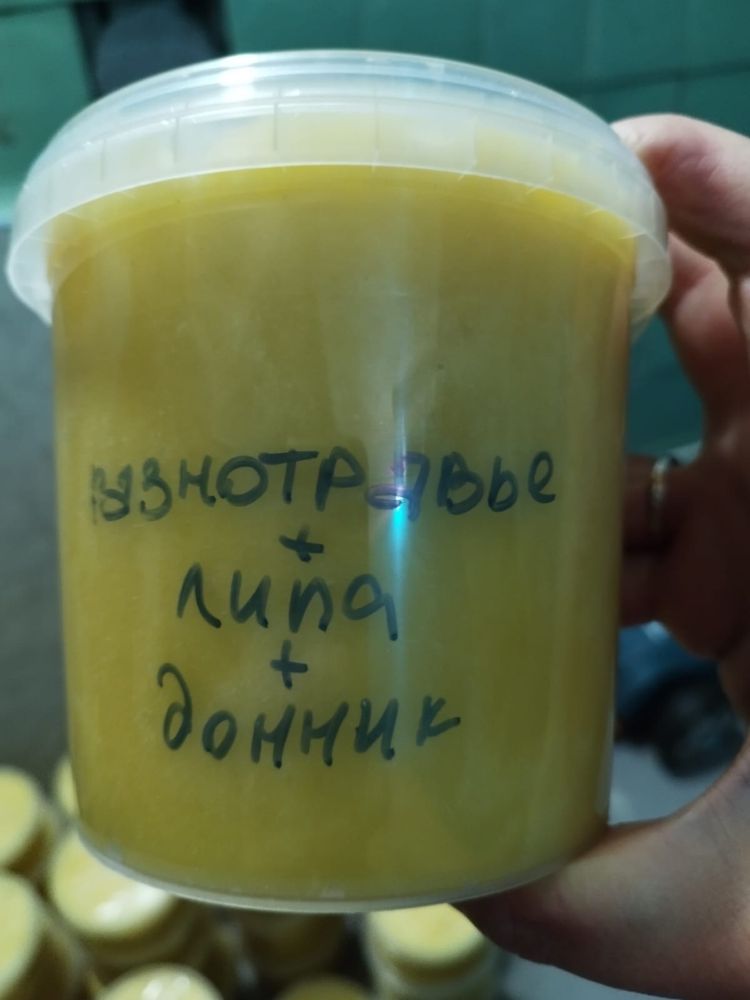 разнотравье
+
липа
+
донник